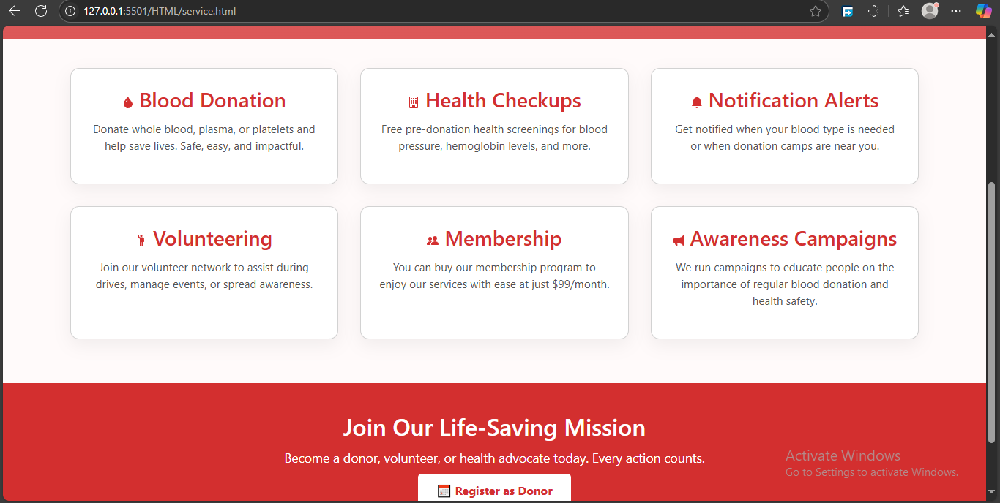 127.0.0.1:5501/HTML/service.html
Blood Donation
Donate whole blood, plasma, or platelets and
help save lives. Safe, easy, and impactful.
Health Checkups
Free pre-donation health screenings for blood
pressure, hemoglobin levels, and more.
Notification Alerts
Get notified when your blood type is needed
or when donation camps are near you.
Volunteering
Join our volunteer network to assist during
drives, manage events, or spread awareness.
Membership
You can buy our membership program to
enjoy our services with ease at just $99/month.
Awareness Campaigns
We run campaigns to educate people on the
importance of regular blood donation and
health safety.
Join Our Life-Saving Mission
Become a donor, volunteer, or health advocate today. Every action counts.
Register as Donor
Activate Windows
Go to Settings to activate Windows.